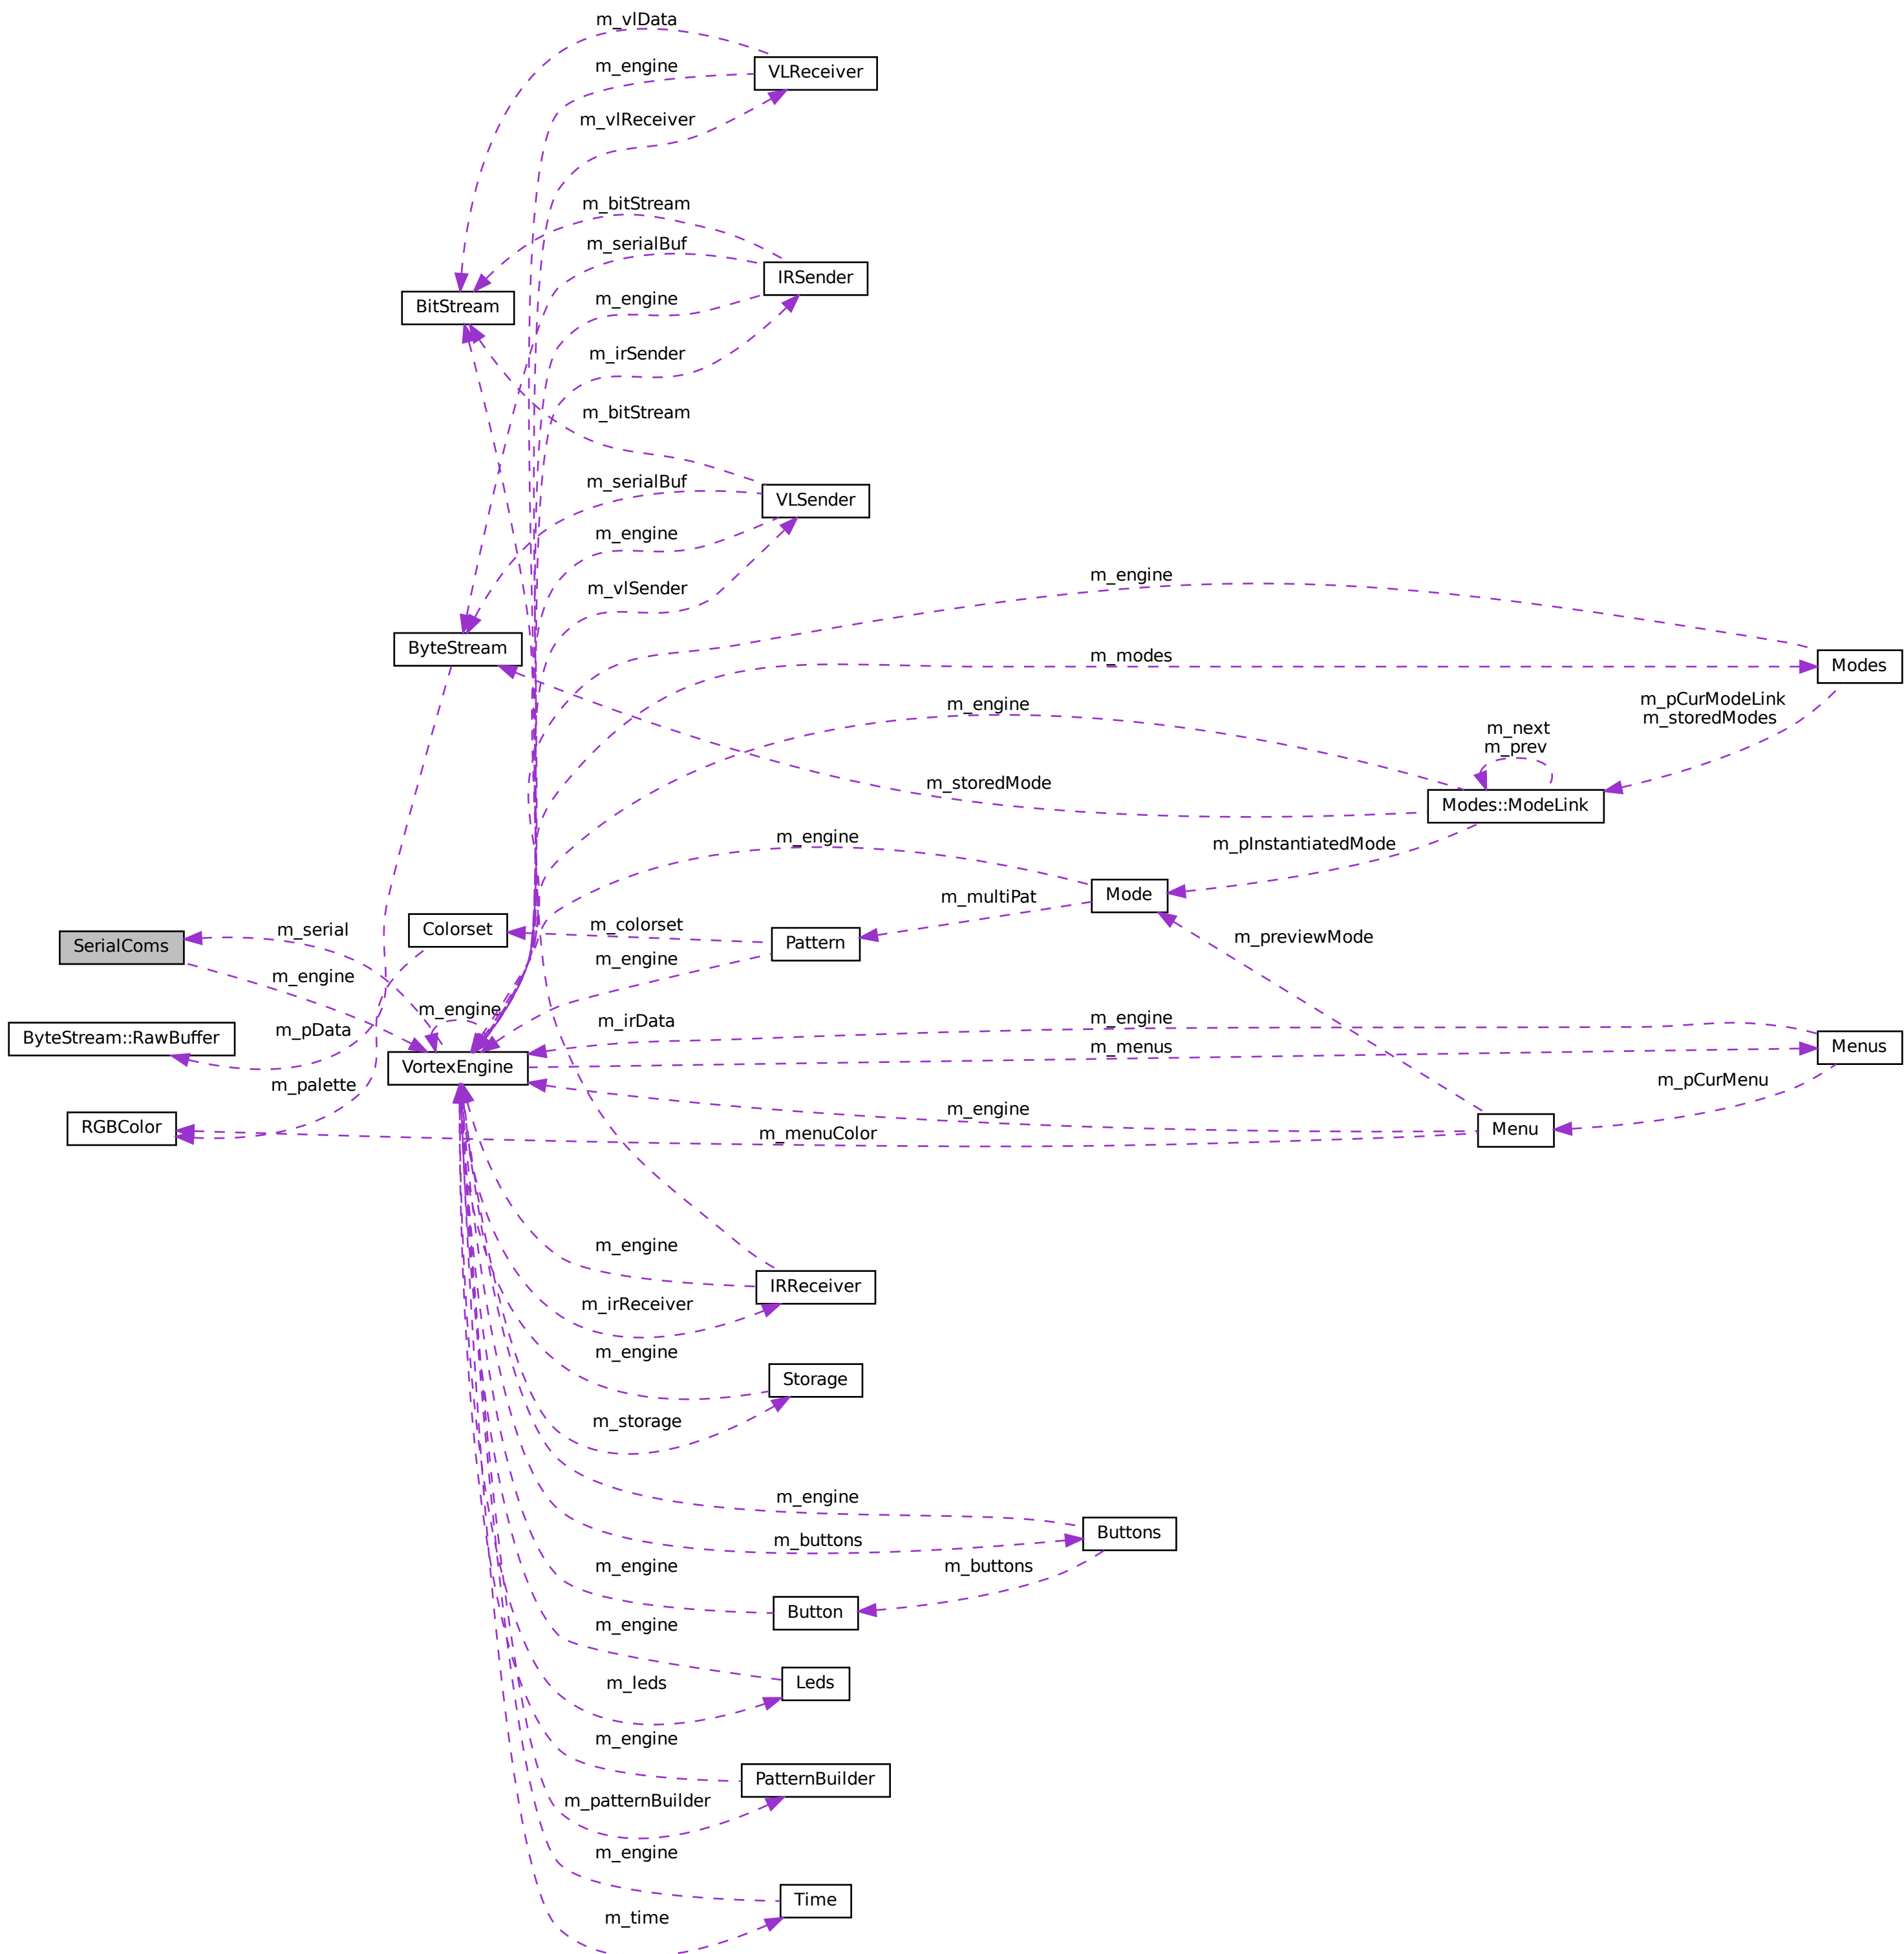 m_vlData
m_engine
VLReceiver
m_vlReceiver
m_bitStream
m_serialBuf
IRSender
m_engine
BitStream
m_irSender
m_bitStream
m_serialBuf
VLSender
m_engine
m_engine
m_vlSender
ByteStream
m_modes
Modes
m_pCurModeLink
m_storedModes
m_engine
m_next
m_prev
m_storedMode
Modes::ModeLink
m_engine
m_pInstantiatedMode
Mode
m_multiPat
m_colorset
Colorset
m_serial
m_previewMode
Pattern
SerialComs
m_engine
m_engine
m_engine
m_irData
m_engine
m_pData
ByteStream::RawBuffer
m_menus
Menus
VortexEngine
m_palette
m_pCurMenu
m_engine
RGBColor
m_menuColor
Menu
m_engine
IRReceiver
m_irReceiver
m_engine
Storage
m_storage
m_engine
Buttons
m_buttons
m_engine
m_buttons
Button
m_engine
Leds
m_leds
m_engine
PatternBuilder
m_patternBuilder
m_engine
Time
m_time